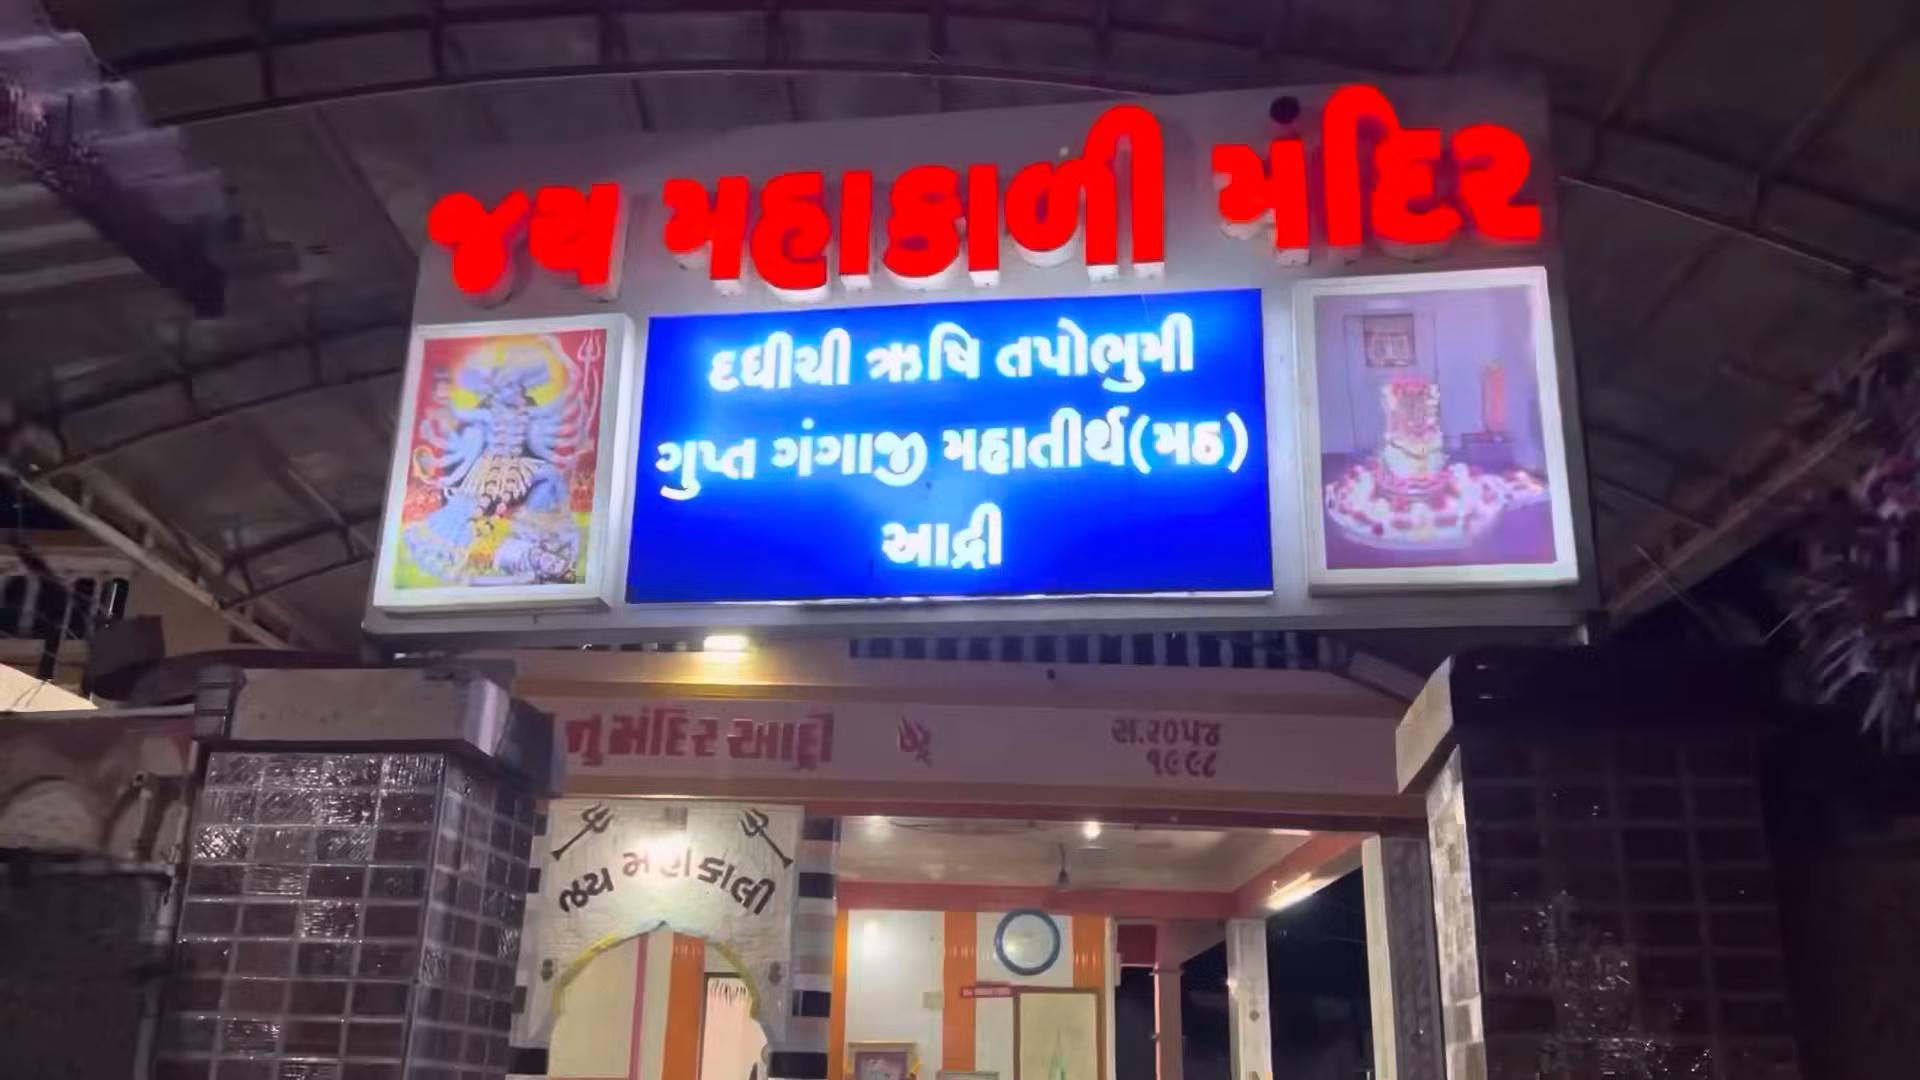 જય મહાકાળી મંદિર
દધીચી ઋષિ તપોભુમી
ગુપ્ત ગંગાજી મહાતીર્થ(મઠ)
આદ્રી
નુ મંદિર આદ્રી
સ.૨૦૫૪
૧૯૯૮
જય મહાકાલી